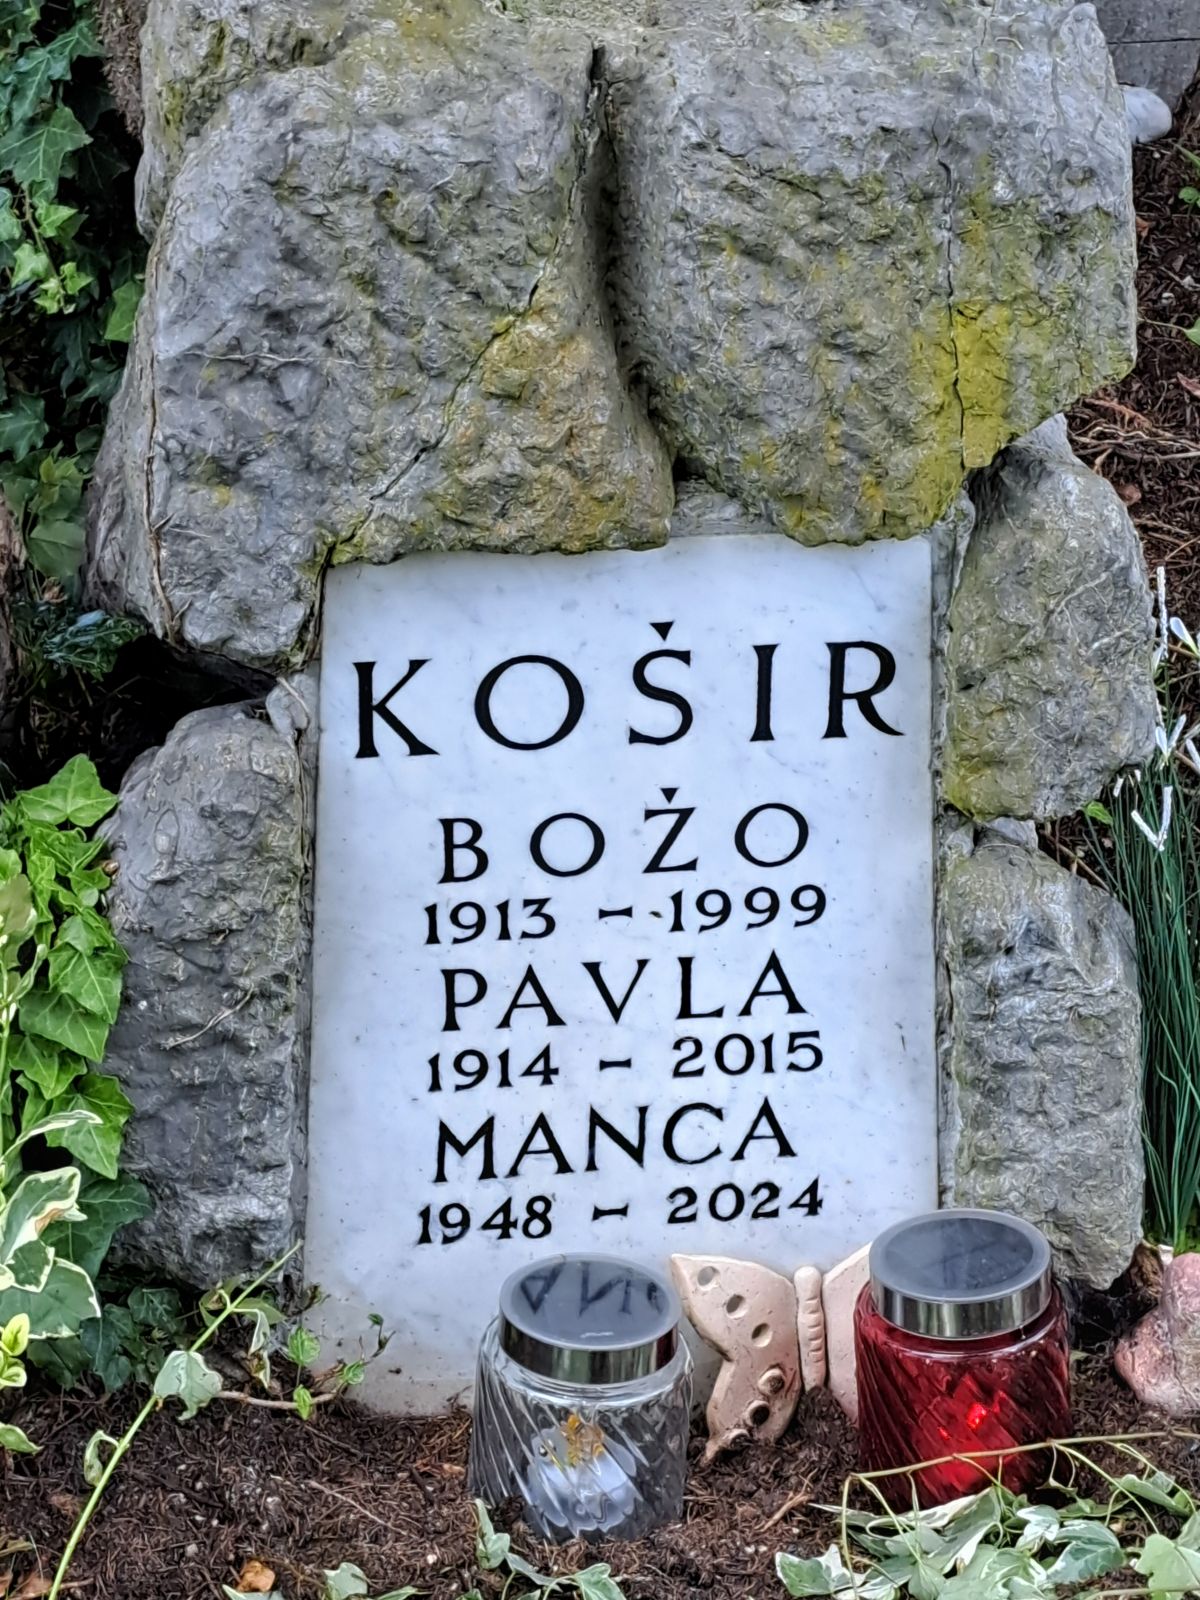 KOŠIR
BOŽO
1913 - 1999
PAVLA
1914 - 2015
MANCA
1948 - 2024